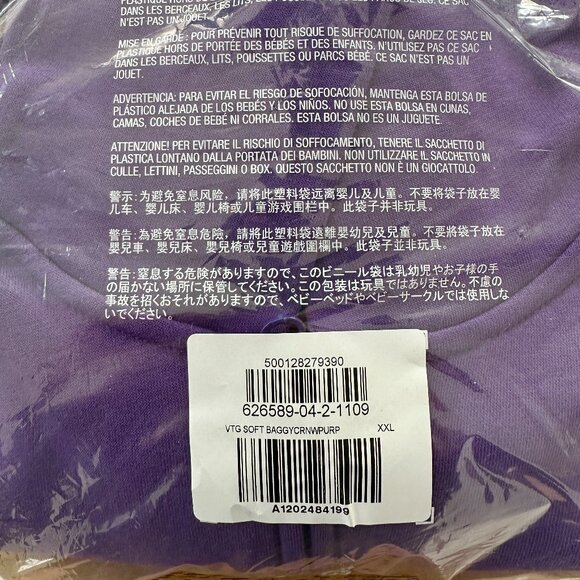 DANS LES BERCEAUX, LES LITS,
N'EST PAS UN JOUET.
MISE EN GARDE : POUR PRÉVENIR TOUT RISQUE DE SUFFOCATION, GARDEZ CE SAC EN
PLASTIQUE HORS DE PORTÉE DES BÉBÉS ET DES ENFANTS. N'UTILISEZ PAS CE SAC
DANS LES BERCEAUX, LITS, POUSSETTES OU PARCS BÉBÉ. CE SAC N'EST PAS UN
JOUET.
ADVERTENCIA: PARA EVITAR EL RIESGO DE SOFOCACIÓN, MANTENGA ESTA BOLSA DE
PLÁSTICO ALEJADA DE LOS BEBÉS Y LOS NIÑOS. NO USE ESTA BOLSA EN CUNAS,
CAMAS, COCHES DE BEBÉ NI CORRALES. ESTA BOLSA NO ES UN JUGUETE.
ATTENZIONE! PER EVITARE IL RISCHIO DI SOFFOCAMENTO, TENERE IL SACCHETTO DI
PLASTICA LONTANO DALLA PORTATA DEI BAMBINI. NON UTILIZZARE IL SACCHETTO IN
CULLE, LETTINI, PASSEGGINI O BOX. QUESTO SACCHETTO NON È UN GIOCATTOLO.
警示：为避免窒息风险，请将此塑料袋远离婴儿及儿童。不要将袋子放在婴
儿车、婴儿床、婴儿椅或儿童游戏围栏中。此袋子并非玩具。
警告：為避免窒息危險，請將此塑料袋遠離嬰幼兒及兒童。不要將袋子放在
嬰兒車、嬰兒床、嬰兒椅或兒童遊戲圍欄中。此袋子並非玩具。
警告：窒息する危険がありますので、このビニール袋は乳幼児やお子様の手
の届かない場所に保管してください。この包装は玩具ではありません。不慮の
事故を招くおそれがありますので、ベビーベッドやベビーサークルでは使用しな
いでください。
500128279390
626589-04-2-1109
VTG SOFT BAGGYCRNWPURP XXL
A1202484199